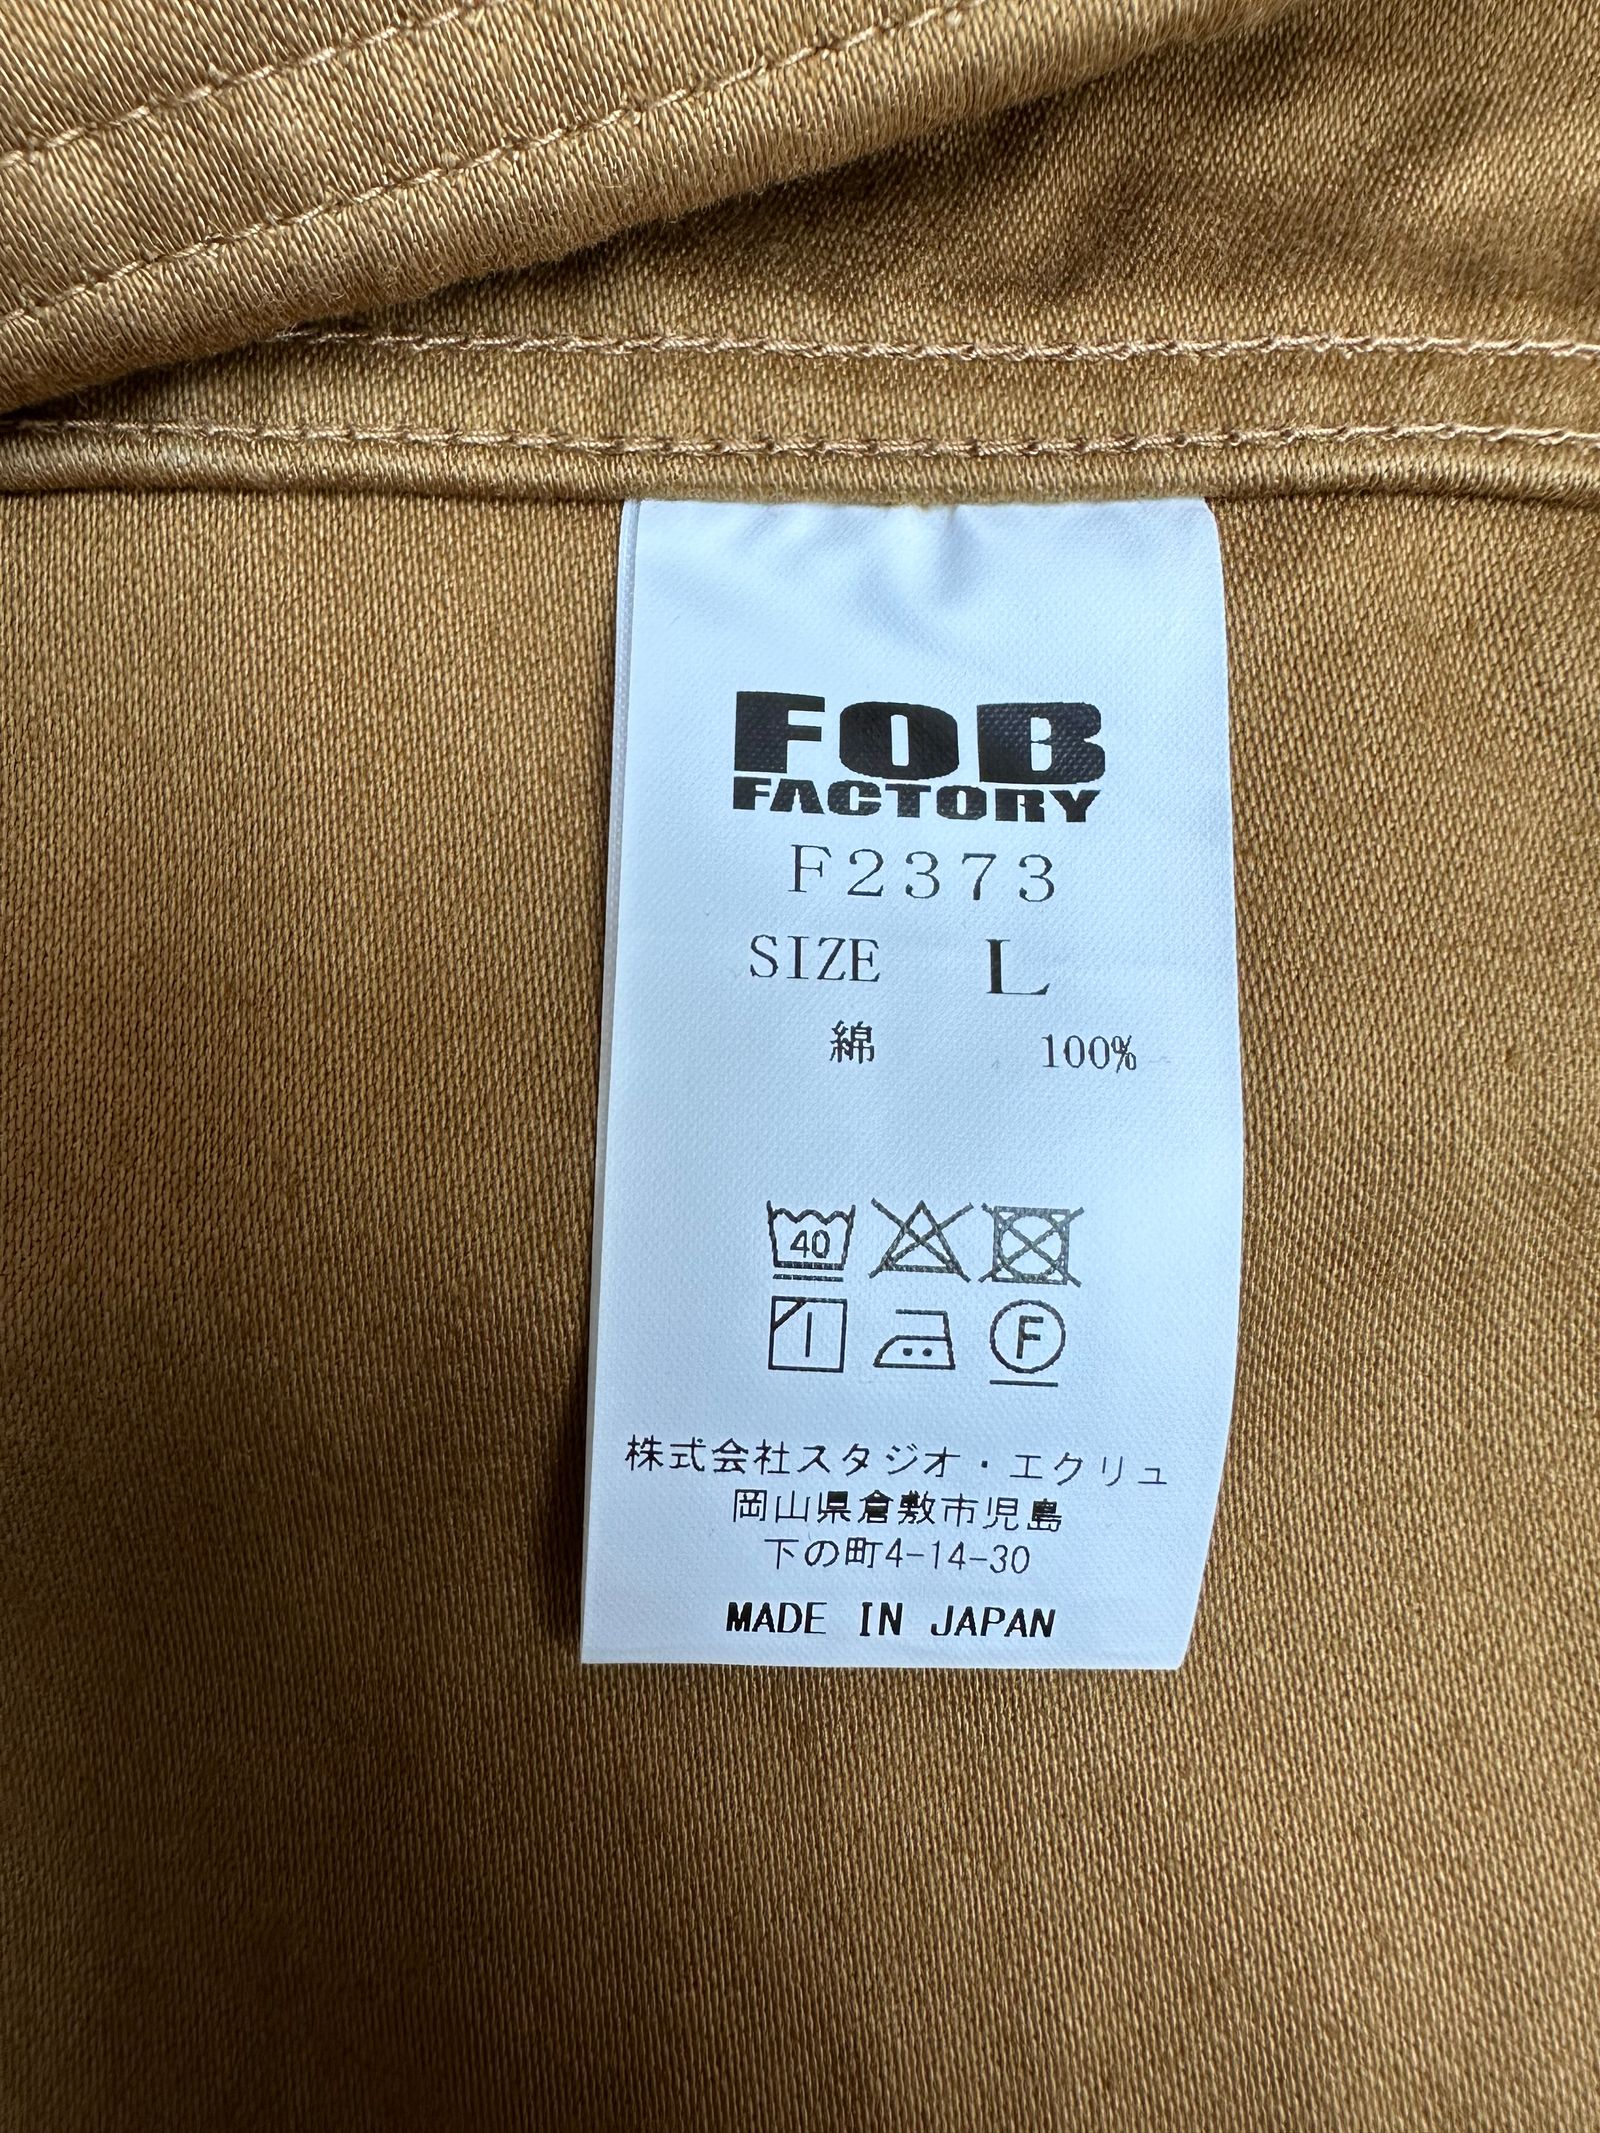 FOB
FACTORY
F2373
SIZE L
綿 100%
40
F
株式会社スタジオ・エクリュ
岡山県倉敷市児島
下の町4-14-30
MADE IN JAPAN